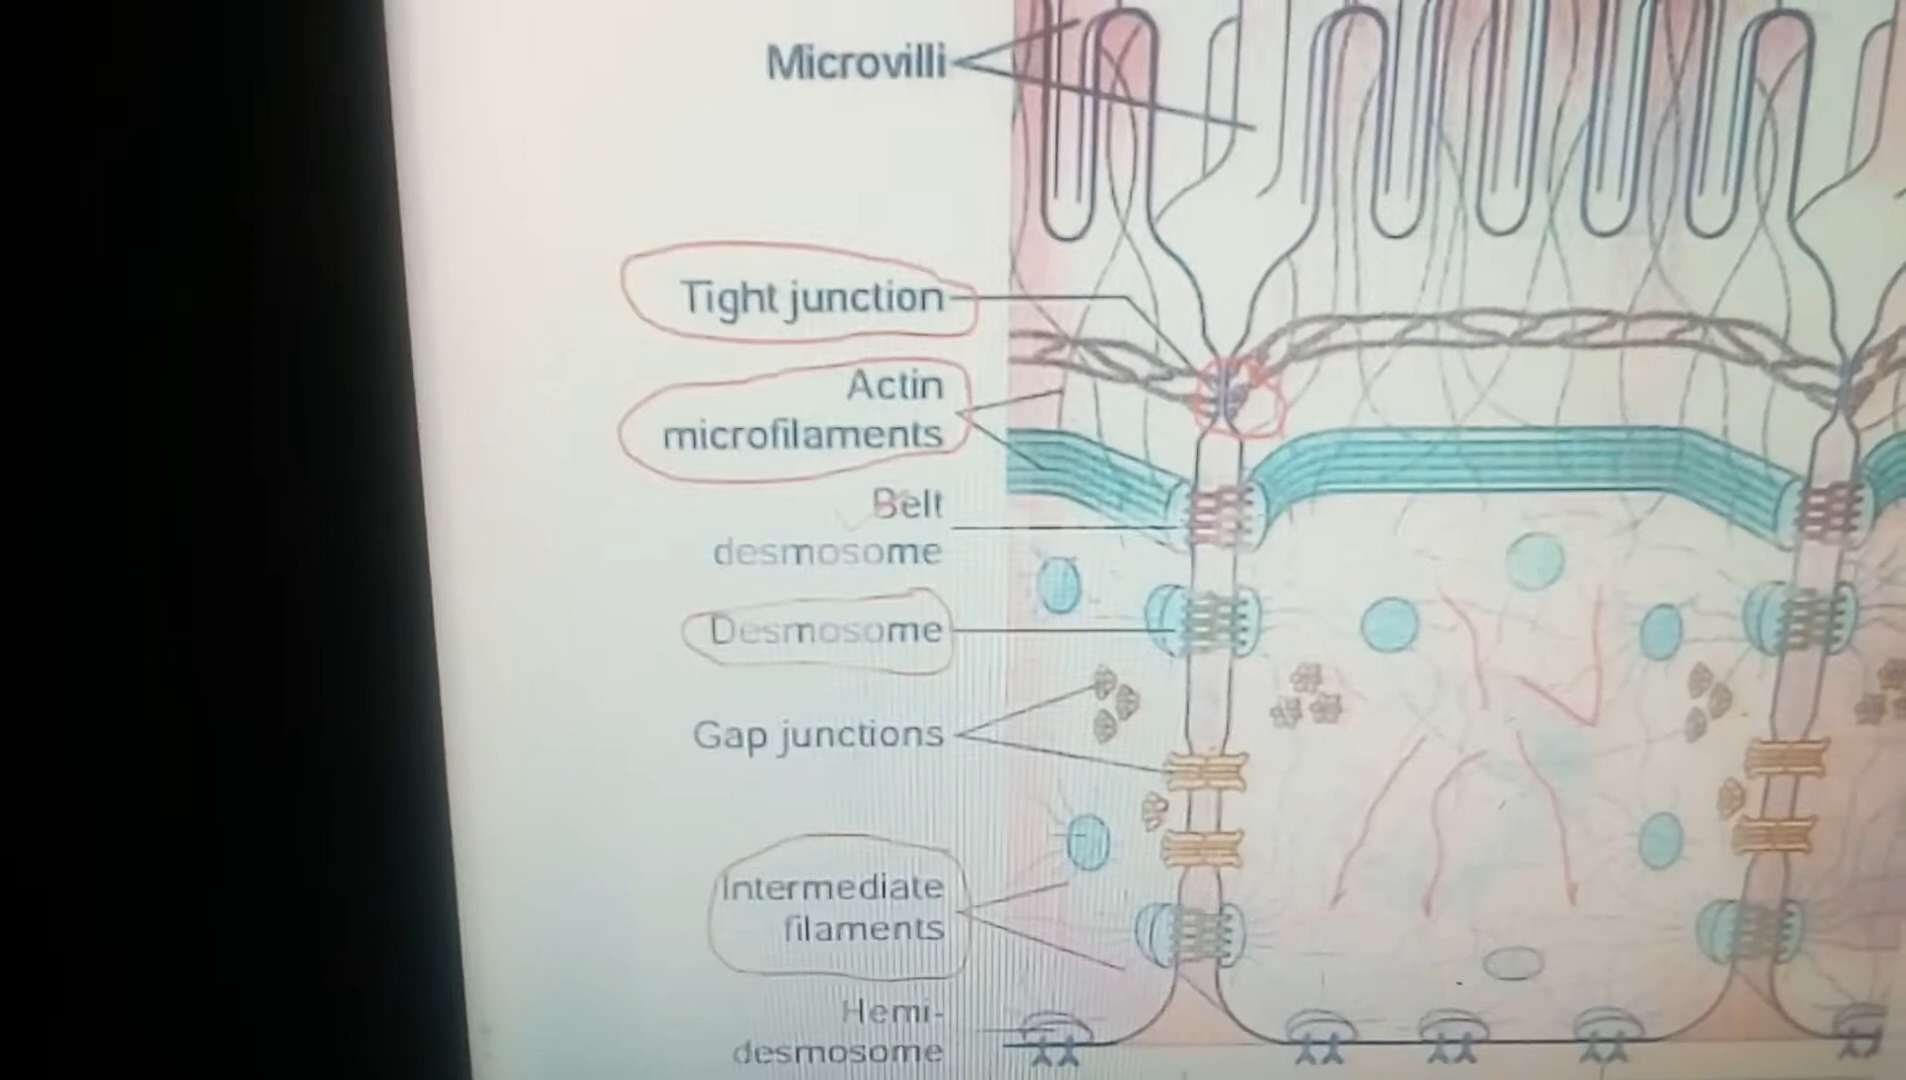 Microvilli
Tight junction
Actin
microfilaments
Belt
desmosome
Desmosome
Gap junctions
Intermediate
filaments
Hemi-
desmosome